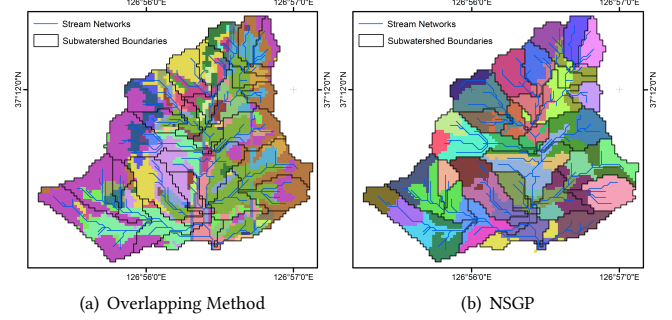 126°56'0"E 126°57'0"E
Stream Networks
Subwatershed Boundaries
37°12'0"N
37°12'0"N
126°56'0"E 126°57'0"E
(a) Overlapping Method
126°56'0"E 126°57'0"E
Stream Networks
Subwatershed Boundaries
37°12'0"N
37°12'0"N
126°56'0"E 126°57'0"E
(b) NSGP